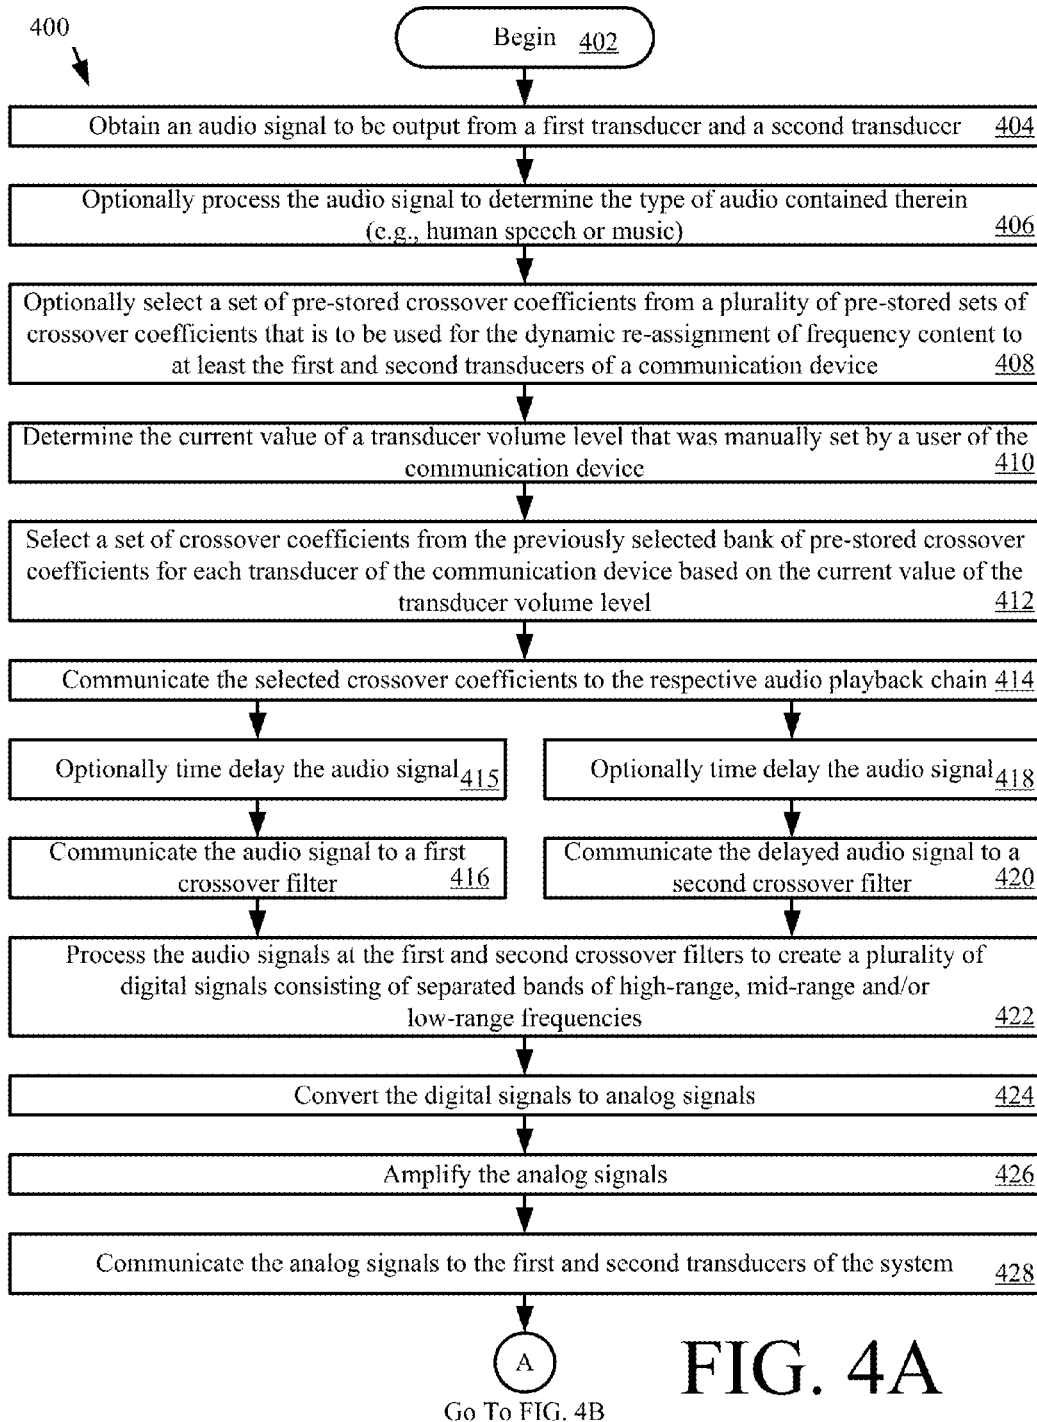 400
Begin 402
Obtain an audio signal to be output from a first transducer and a second transducer 404
Optionally process the audio signal to determine the type of audio contained therein
(e.g., human speech or music) 406
Optionally select a set of pre-stored crossover coefficients from a plurality of pre-stored sets of
crossover coefficients that is to be used for the dynamic re-assignment of frequency content to
at least the first and second transducers of a communication device 408
Determine the current value of a transducer volume level that was manually set by a user of the
communication device 410
Select a set of crossover coefficients from the previously selected bank of pre-stored crossover
coefficients for each transducer of the communication device based on the current value of the
transducer volume level 412
Communicate the selected crossover coefficients to the respective audio playback chain 414
Optionally time delay the audio signal 415
Optionally time delay the audio signal 418
Communicate the audio signal to a first
crossover filter 416
Communicate the delayed audio signal to a
second crossover filter 420
Process the audio signals at the first and second crossover filters to create a plurality of
digital signals consisting of separated bands of high-range, mid-range and/or
low-range frequencies 422
Convert the digital signals to analog signals 424
Amplify the analog signals 426
Communicate the analog signals to the first and second transducers of the system 428
A
Go To FIG. 4B
FIG. 4A